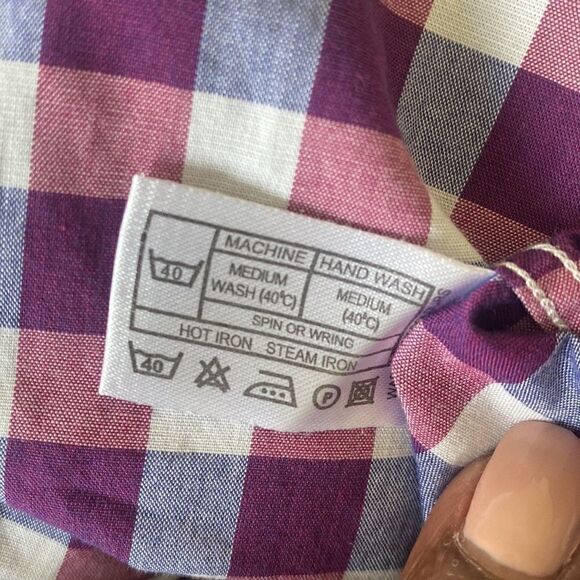 MACHINE HAND WASH
40 MEDIUM WASH (40°C) MEDIUM (40°C)
SPIN OR WRING
HOT IRON STEAM IRON
40 P